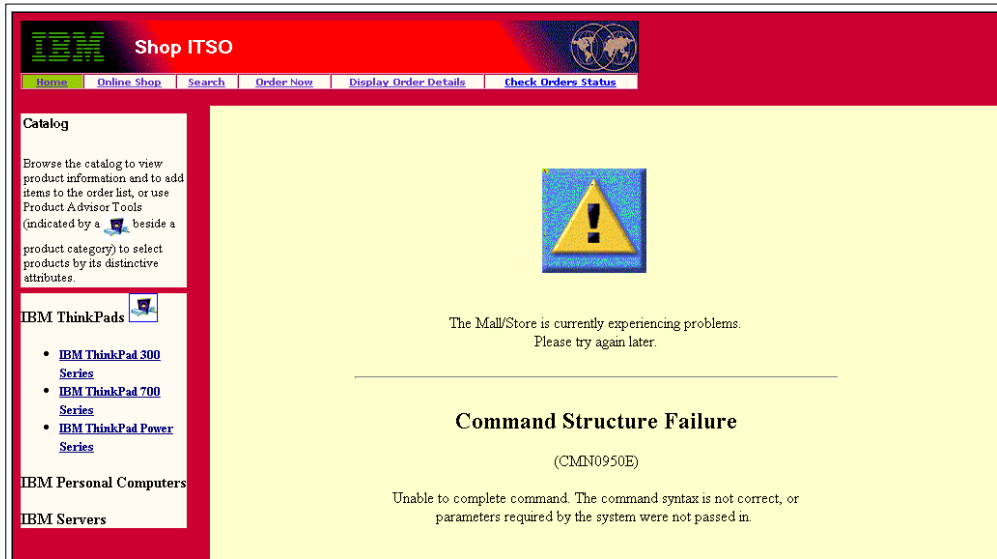 IBM
Shop ITSO
Home Online Shop Search Order Now Display Order Details Check Orders Status
Catalog
Browse the catalog to view
product information and to add
items to the order list, or use
Product Advisor Tools
(indicated by a beside a
product category) to select
products by its distinctive
attributes.
IBM ThinkPads
• IBM ThinkPad 300
Series
• IBM ThinkPad 700
Series
• IBM ThinkPad Power
Series
IBM Personal Computers
IBM Servers
!
The Mall/Store is currently experiencing problems.
Please try again later.
Command Structure Failure
(CMN0950E)
Unable to complete command. The command syntax is not correct, or
parameters required by the system were not passed in.